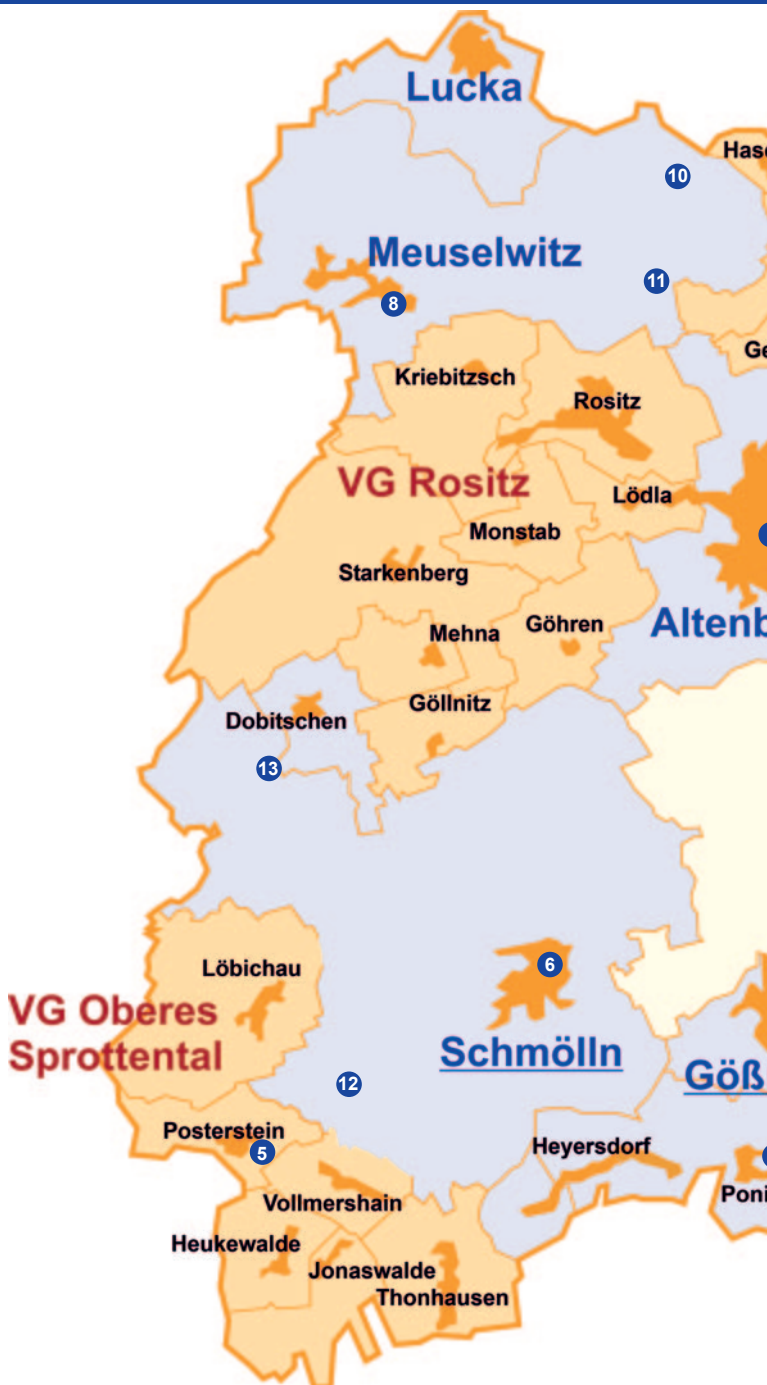 Lucka
Hase
10
Meuselwitz
11
8
Ge
Kriebitzsch
Rositz
VG Rositz
Lödla
Monstab
Starkenberg
Altenb
Göhren
Mehna
Göllnitz
Dobitschen
13
6
Löbichau
VG Oberes
Sprottental
Schmölln
Göß
12
Posterstein
5
Heyersdorf
Poni
Vollmershain
Heukewalde
Jonaswalde
Thonhausen